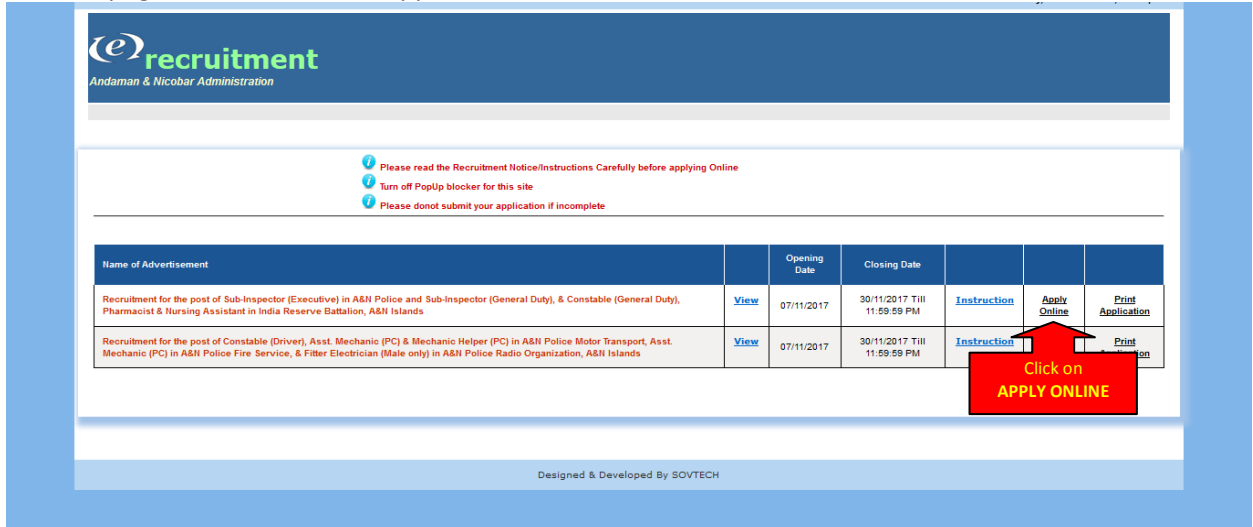 (e)recruitment
Andaman & Nicobar Administration
Please read the Recruitment Notice/Instructions Carefully before applying Online
Turn off PopUp blocker for this site
Please donot submit your application if incomplete
Name of Advertisement
Opening
Date
Closing Date
Recruitment for the post of Sub-Inspector (Executive) in A&N Police and Sub-Inspector (General Duty), & Constable (General Duty),
Pharmacist & Nursing Assistant in India Reserve Battalion, A&N Islands
View
07/11/2017
30/11/2017 Till
11:59:59 PM
Instruction
Apply
Online
Print
Application
Recruitment for the post of Constable (Driver), Asst. Mechanic (PC) & Mechanic Helper (PC) in A&N Police Motor Transport, Asst.
Mechanic (PC) in A&N Police Fire Service, & Fitter Electrician (Male only) in A&N Police Radio Organization, A&N Islands
View
07/11/2017
30/11/2017 Till
11:59:59 PM
Instruction
Print
Click on
APPLY ONLINE
Designed & Developed By SOVTECH